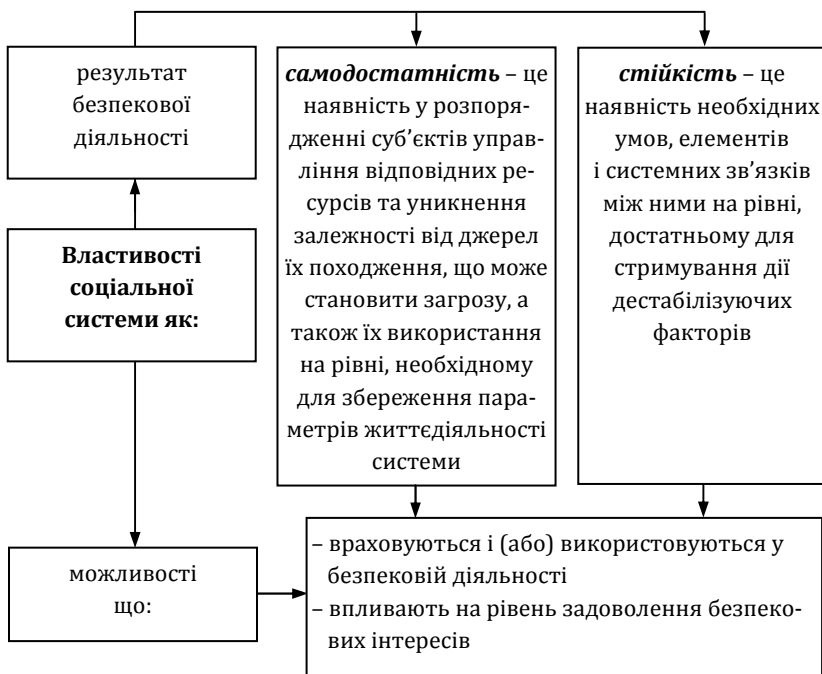 результат
безпекової
діяльності
Властивості
соціальної
системи як:
можливості
що:
самодостатність – це
наявність у розпоря-
дженні суб’єктів управ-
ління відповідних ре-
сурсів та уникнення
залежності від джерел
їх походження, що може
становити загрозу, а
також їх використання
на рівні, необхідному
для збереження пара-
метрів життєдіяльності
системи
стійкість – це
наявність необхідних
умов, елементів
і системних зв’язків
між ними на рівні,
достатньому для
стримування дії
дестабілізуючих
факторів
– враховуються і (або) використовуються у
безпековій діяльності
– впливають на рівень задоволення безпеко-
вих інтересів